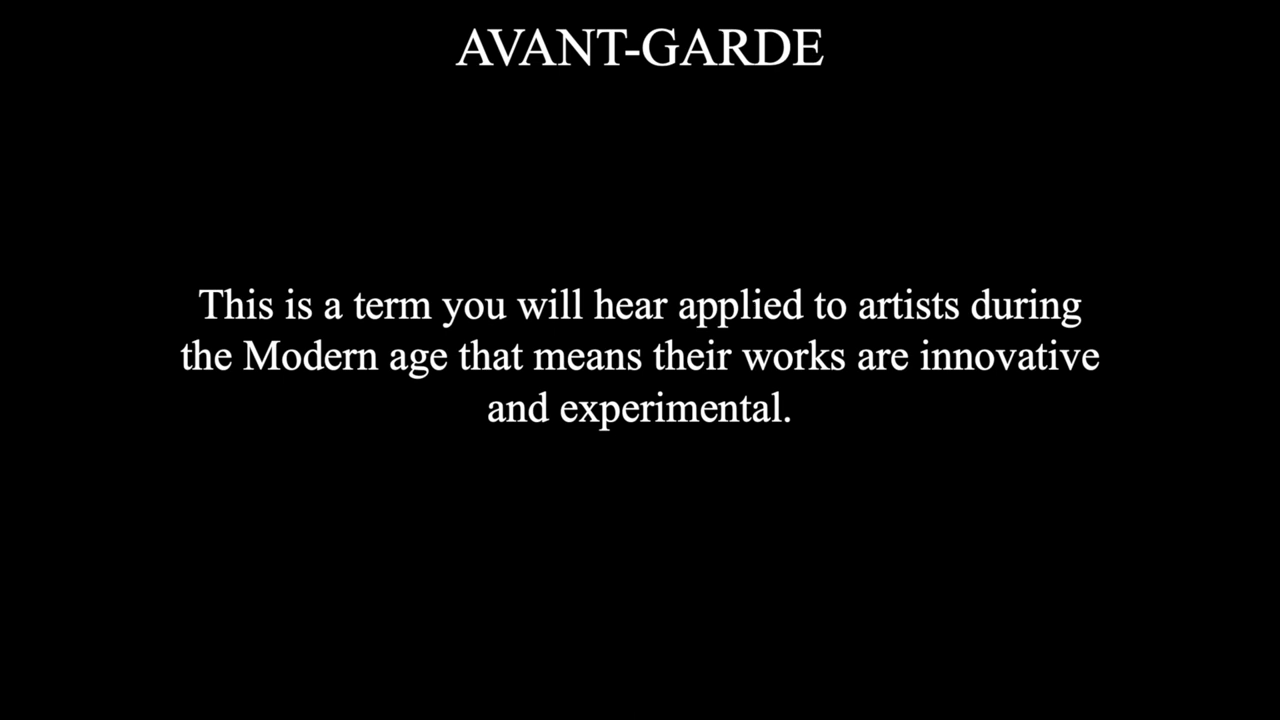 AVANT-GARDE
This is a term you will hear applied to artists during
the Modern age that means their works are innovative
and experimental.